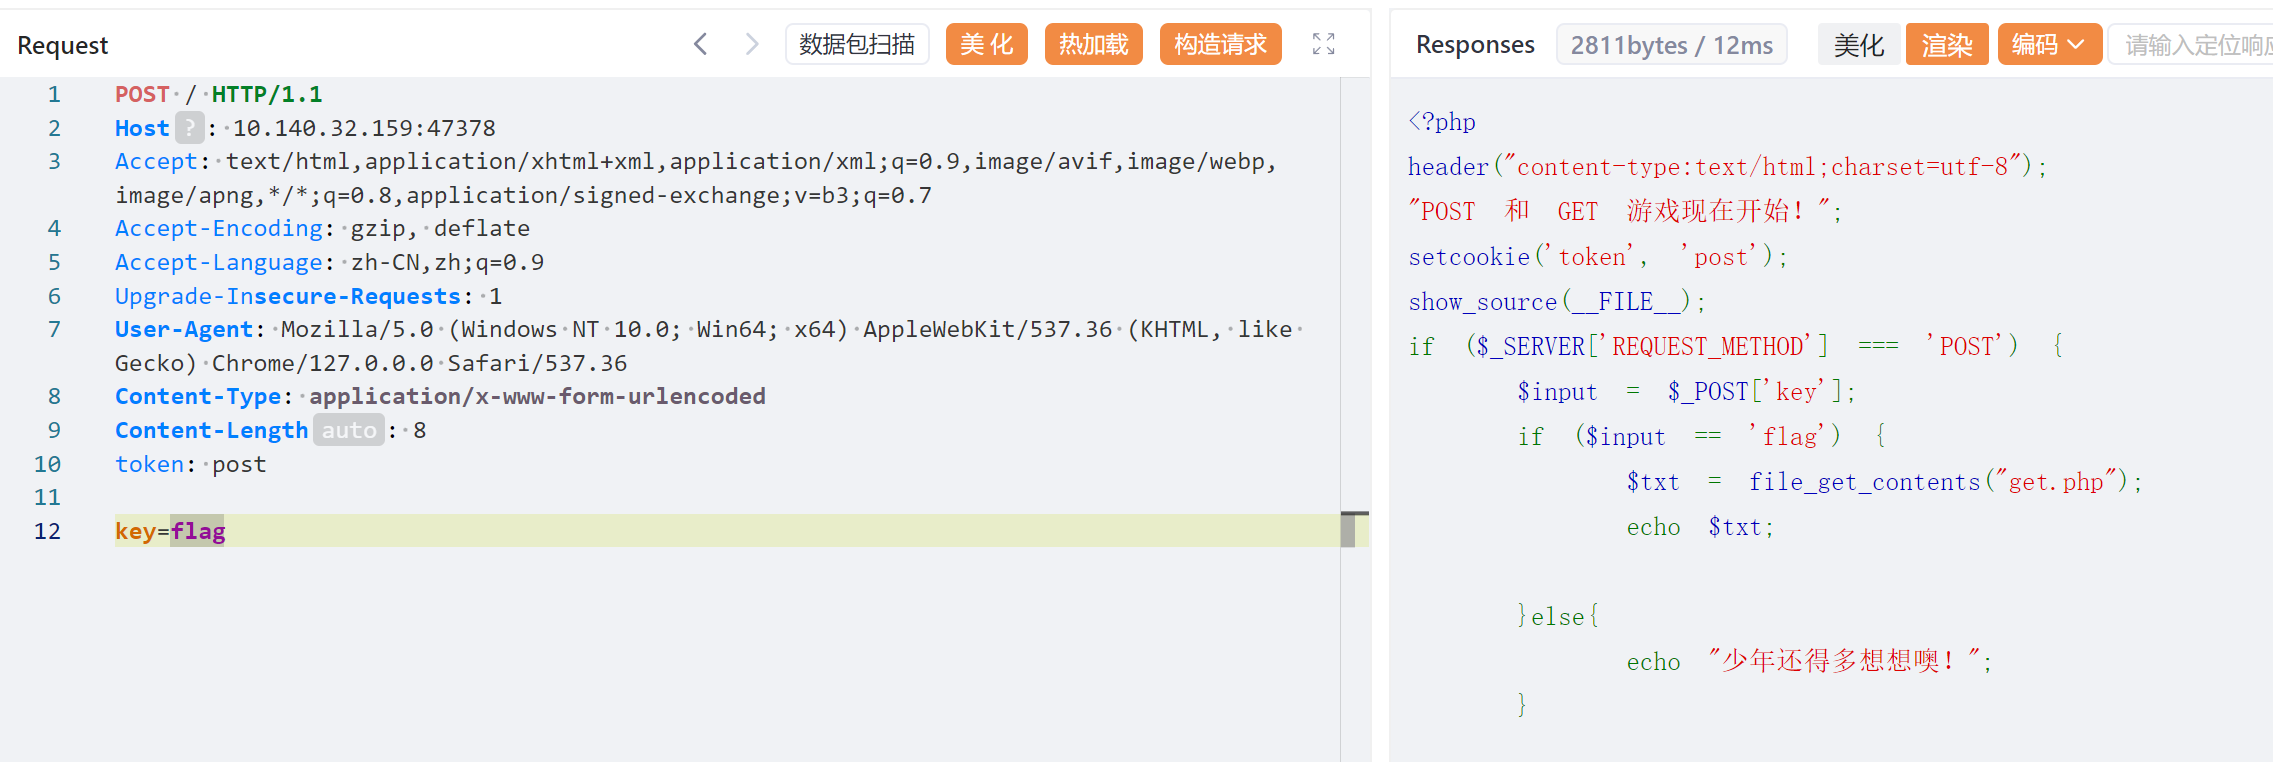 Request
数据包扫描
美 化
热加载
构造请求
1 POST / HTTP/1.1
2 Host ? : 10.140.32.159:47378
3 Accept: text/html,application/xhtml+xml,application/xml;q=0.9,image/avif,image/webp,
image/apng,*/*;q=0.8,application/signed-exchange;v=b3;q=0.7
4 Accept-Encoding: gzip, deflate
5 Accept-Language: zh-CN,zh;q=0.9
6 Upgrade-Insecure-Requests: 1
7 User-Agent: Mozilla/5.0 (Windows NT 10.0; Win64; x64) AppleWebKit/537.36 (KHTML, like
Gecko) Chrome/127.0.0.0 Safari/537.36
8 Content-Type: application/x-www-form-urlencoded
9 Content-Length auto : 8
10 token: post
11
12 key=flag
Responses
2811bytes / 12ms
美化
渲染
编码
请输入定位响
<?php
header("content-type:text/html;charset=utf-8");
"POST 和 GET 游戏现在开始! ";
setcookie('token', 'post');
show_source(__FILE__);
if ($_SERVER['REQUEST_METHOD'] === 'POST') {
$input = $_POST['key'];
if ($input == 'flag') {
$txt = file_get_contents("get.php");
echo $txt;
}else{
echo "少年还得多想想噢! ";
}